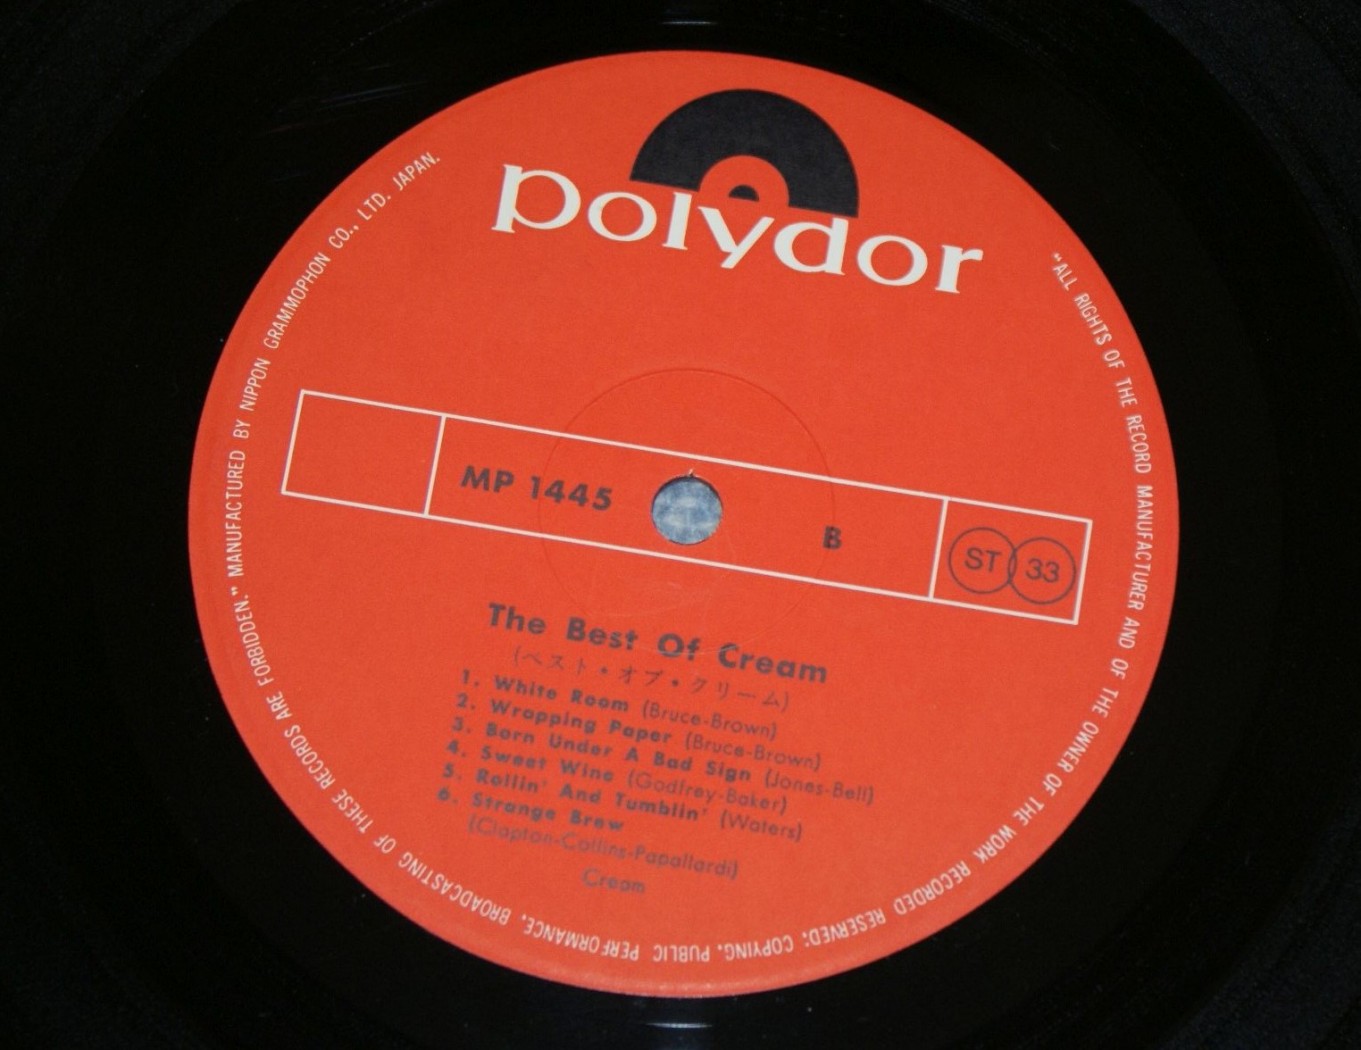 polydor
MP 1445
B
ST 33
The Best Of Cream
(ベスト・オブ・クリーム)
1. White Room (Bruce-Brown)
2. Wrapping Paper (Bruce-Brown)
3. Born Under A Bad Sign (Jones-Bell)
4. Sweet Wine (Godfrey-Baker)
5. Rollin' And Tumblin' (Waters)
6. Strange Brew
(Clapton-Collins-Papallardi)
Cream
"ALL RIGHTS OF THE RECORD MANUFACTURER AND OF THE OWNER OF THE WORK RECORDED RESERVED: COPYING. PUBLIC PERFORMANCE. BROADCASTING OF THESE RECORDS ARE FORBIDDEN." MANUFACTURED BY NIPPON GRAMMOPHON CO., LTD. JAPAN.